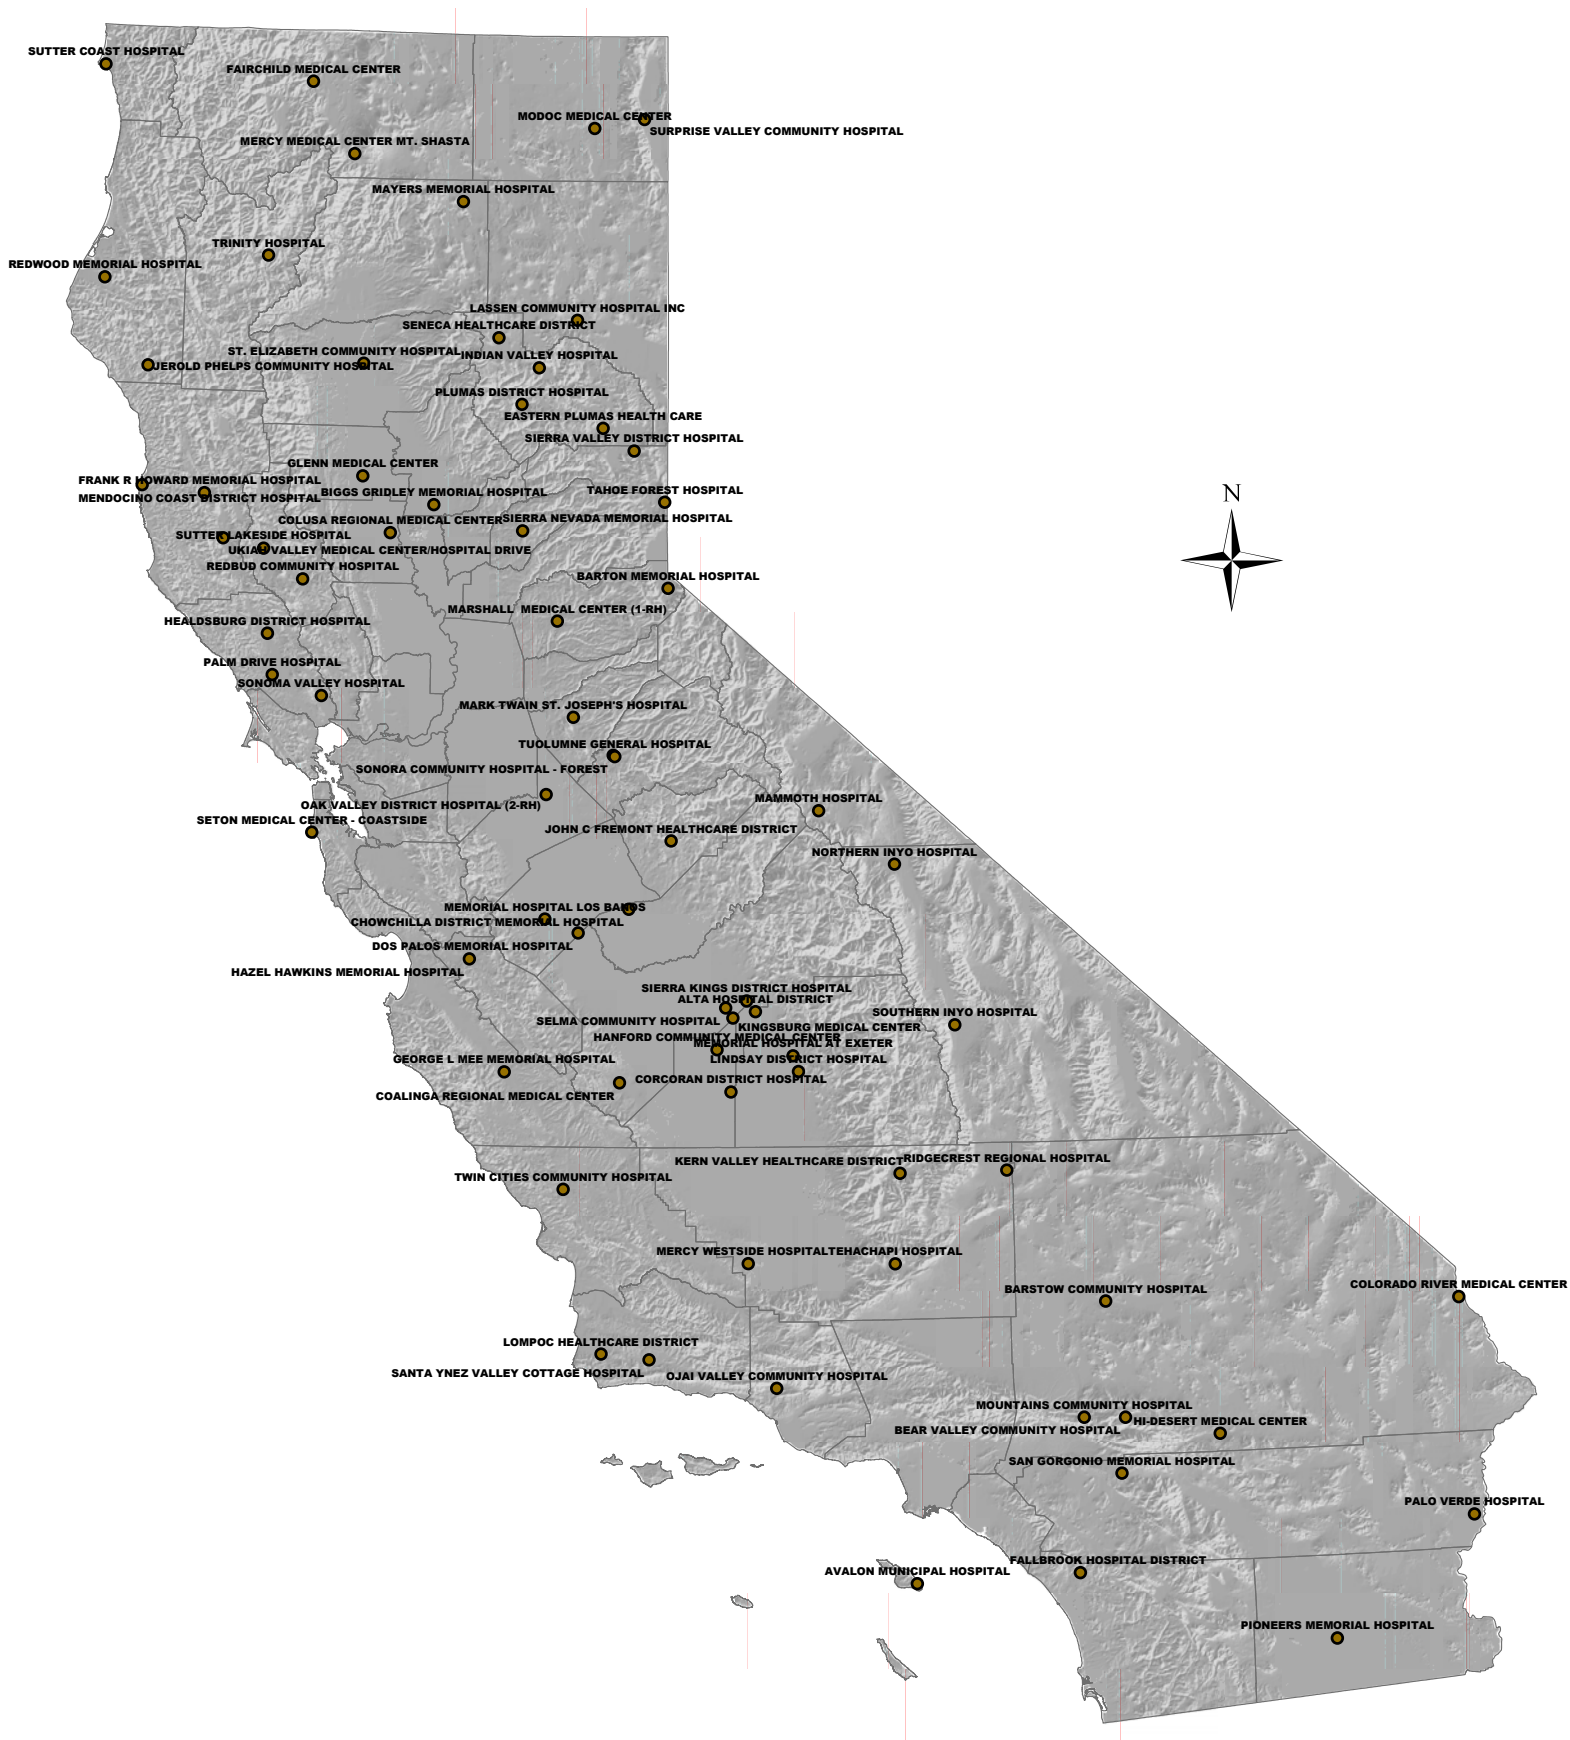 SUTTER COAST HOSPITAL
FAIRCHILD MEDICAL CENTER
MODOC MEDICAL CENTER
SURPRISE VALLEY COMMUNITY HOSPITAL
MERCY MEDICAL CENTER MT. SHASTA
MAYERS MEMORIAL HOSPITAL
TRINITY HOSPITAL
REDWOOD MEMORIAL HOSPITAL
LASSEN COMMUNITY HOSPITAL INC
SENECA HEALTHCARE DISTRICT
ST. ELIZABETH COMMUNITY HOSPITAL
INDIAN VALLEY HOSPITAL
JEROLD PHELPS COMMUNITY HOSPITAL
PLUMAS DISTRICT HOSPITAL
EASTERN PLUMAS HEALTH CARE
SIERRA VALLEY DISTRICT HOSPITAL
GLENN MEDICAL CENTER
FRANK R HOWARD MEMORIAL HOSPITAL
TAHOE FOREST HOSPITAL
BIGGS GRIDLEY MEMORIAL HOSPITAL
MENDOCINO COAST DISTRICT HOSPITAL
N
COLUSA REGIONAL MEDICAL CENTER
SIERRA NEVADA MEMORIAL HOSPITAL
SUTTER LAKESIDE HOSPITAL
UKIAH VALLEY MEDICAL CENTER/HOSPITAL DRIVE
REDBUD COMMUNITY HOSPITAL
BARTON MEMORIAL HOSPITAL
MARSHALL MEDICAL CENTER (1-RH)
HEALDSBURG DISTRICT HOSPITAL
PALM DRIVE HOSPITAL
SONOMA VALLEY HOSPITAL
MARK TWAIN ST. JOSEPH'S HOSPITAL
TUOLUMNE GENERAL HOSPITAL
SONORA COMMUNITY HOSPITAL - FOREST
MAMMOTH HOSPITAL
OAK VALLEY DISTRICT HOSPITAL (2-RH)
SETON MEDICAL CENTER - COASTSIDE
JOHN C FREMONT HEALTHCARE DISTRICT
NORTHERN INYO HOSPITAL
MEMORIAL HOSPITAL LOS BANOS
CHOWCHILLA DISTRICT MEMORIAL HOSPITAL
DOS PALOS MEMORIAL HOSPITAL
HAZEL HAWKINS MEMORIAL HOSPITAL
SIERRA KINGS DISTRICT HOSPITAL
ALTA HOSPITAL DISTRICT
SOUTHERN INYO HOSPITAL
SELMA COMMUNITY HOSPITAL
KINGSBURG MEDICAL CENTER
HANFORD COMMUNITY MEDICAL CENTER
MEMORIAL HOSPITAL AT EXETER
GEORGE L MEE MEMORIAL HOSPITAL
LINDSAY DISTRICT HOSPITAL
CORCORAN DISTRICT HOSPITAL
COALINGA REGIONAL MEDICAL CENTER
KERN VALLEY HEALTHCARE DISTRICT
RIDGECREST REGIONAL HOSPITAL
TWIN CITIES COMMUNITY HOSPITAL
MERCY WESTSIDE HOSPITAL
TEHACHAPI HOSPITAL
COLORADO RIVER MEDICAL CENTER
BARSTOW COMMUNITY HOSPITAL
LOMPOC HEALTHCARE DISTRICT
SANTA YNEZ VALLEY COTTAGE HOSPITAL
OJAI VALLEY COMMUNITY HOSPITAL
MOUNTAINS COMMUNITY HOSPITAL
HI-DESERT MEDICAL CENTER
BEAR VALLEY COMMUNITY HOSPITAL
SAN GORGONIO MEMORIAL HOSPITAL
PALO VERDE HOSPITAL
FALLBROOK HOSPITAL DISTRICT
AVALON MUNICIPAL HOSPITAL
PIONEERS MEMORIAL HOSPITAL